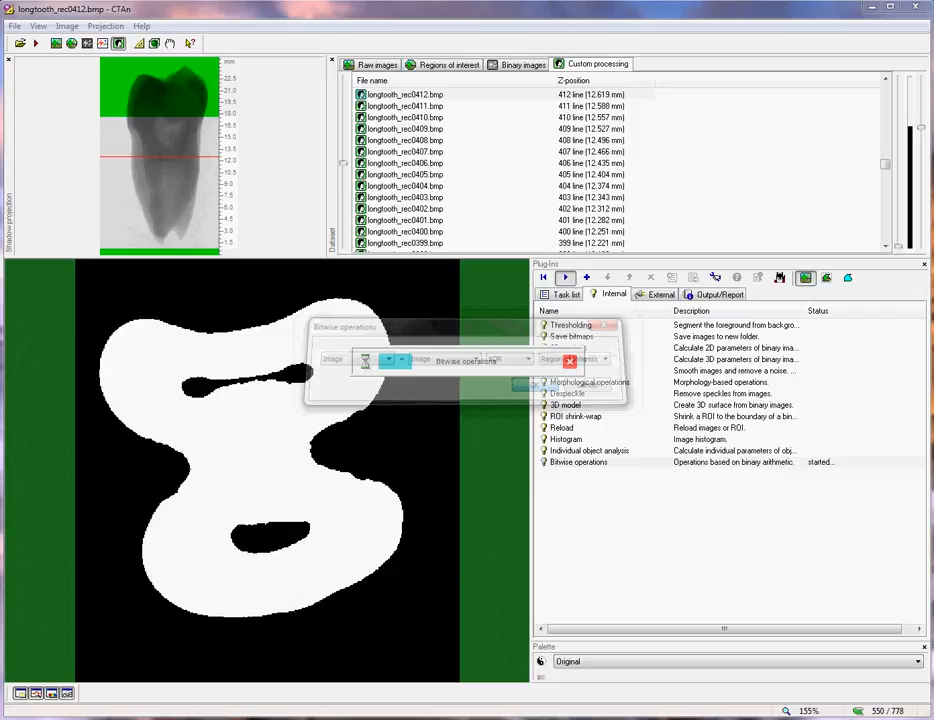 longtooth_rec0412.bmp - CTAn
File View Image Projection Help
Shadow projection
mm
22.5
21.0
19.5
18.0
16.5
15.0
13.5
12.0
10.5
9.0
7.5
6.0
4.5
3.0
1.5
Dataset
Raw images Regions of interest Binary images Custom processing
File name Z-position
longtooth_rec0412.bmp 412 line (12.619 mm)
longtooth_rec0411.bmp 411 line (12.588 mm)
longtooth_rec0410.bmp 410 line (12.557 mm)
longtooth_rec0409.bmp 409 line (12.527 mm)
longtooth_rec0408.bmp 408 line (12.496 mm)
longtooth_rec0407.bmp 407 line (12.466 mm)
longtooth_rec0406.bmp 406 line (12.435 mm)
longtooth_rec0405.bmp 405 line (12.404 mm)
longtooth_rec0404.bmp 404 line (12.374 mm)
longtooth_rec0403.bmp 403 line (12.343 mm)
longtooth_rec0402.bmp 402 line (12.312 mm)
longtooth_rec0401.bmp 401 line (12.282 mm)
longtooth_rec0400.bmp 400 line (12.251 mm)
longtooth_rec0399.bmp 399 line (12.221 mm)
Plug-Ins
Task list Internal External Output/Report
Name Description Status
Thresholding Segment the foreground from backgro...
Save bitmaps Save images to new folder.
Calculate 2D parameters of binary ima...
Calculate 3D parameters of binary ima...
Smooth images and remove a noise. ...
Morphological operations Morphology-based operations.
Despeckle Remove speckles from images.
3D model Create 3D surface from binary images.
ROI shrink-wrap Shrink a ROI to the boundary of a bin...
Reload Reload images or ROI.
Histogram Image histogram.
Individual object analysis Calculate individual parameters of obj...
Bitwise operations Operations based on binary arithmetic. started...
Bitwise operations
Image Image Bitwise operations
Palette
Original
155% 550 / 778